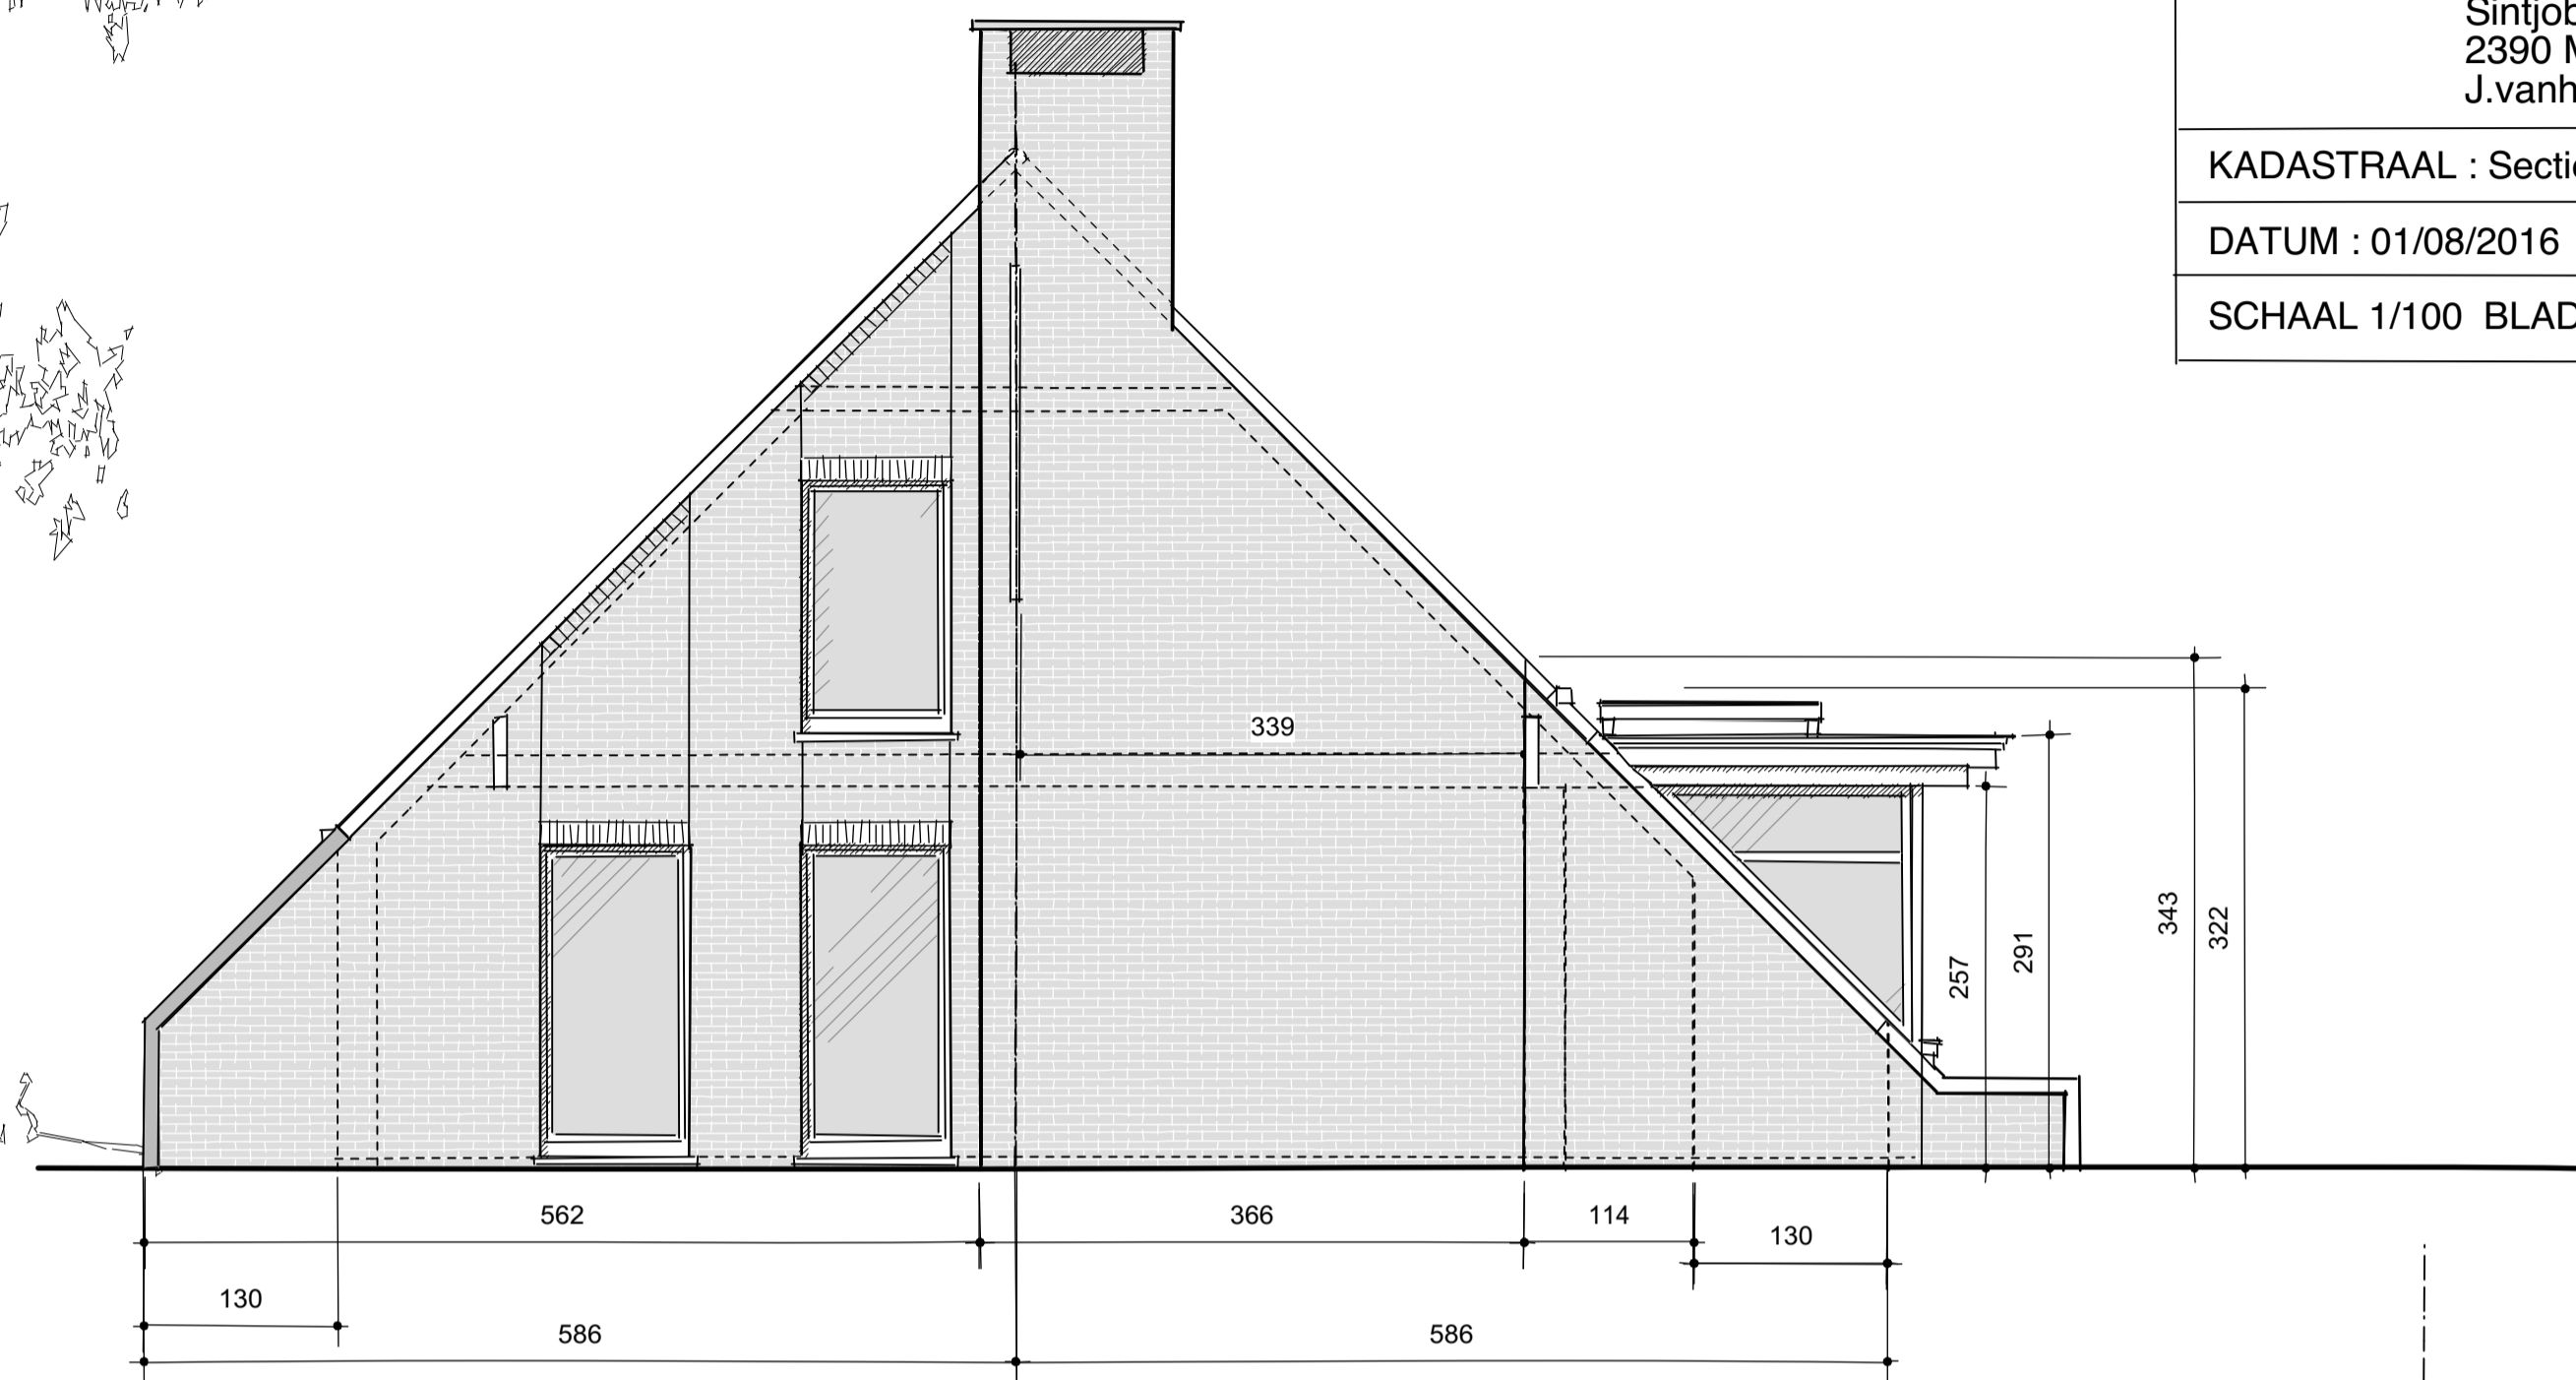 Sintjob
2390 M
J.vanh
KADASTRAAL : Secti
DATUM : 01/08/2016
SCHAAL 1/100 BLAD
339
343
322
291
257
562
366
114
130
130
586
586